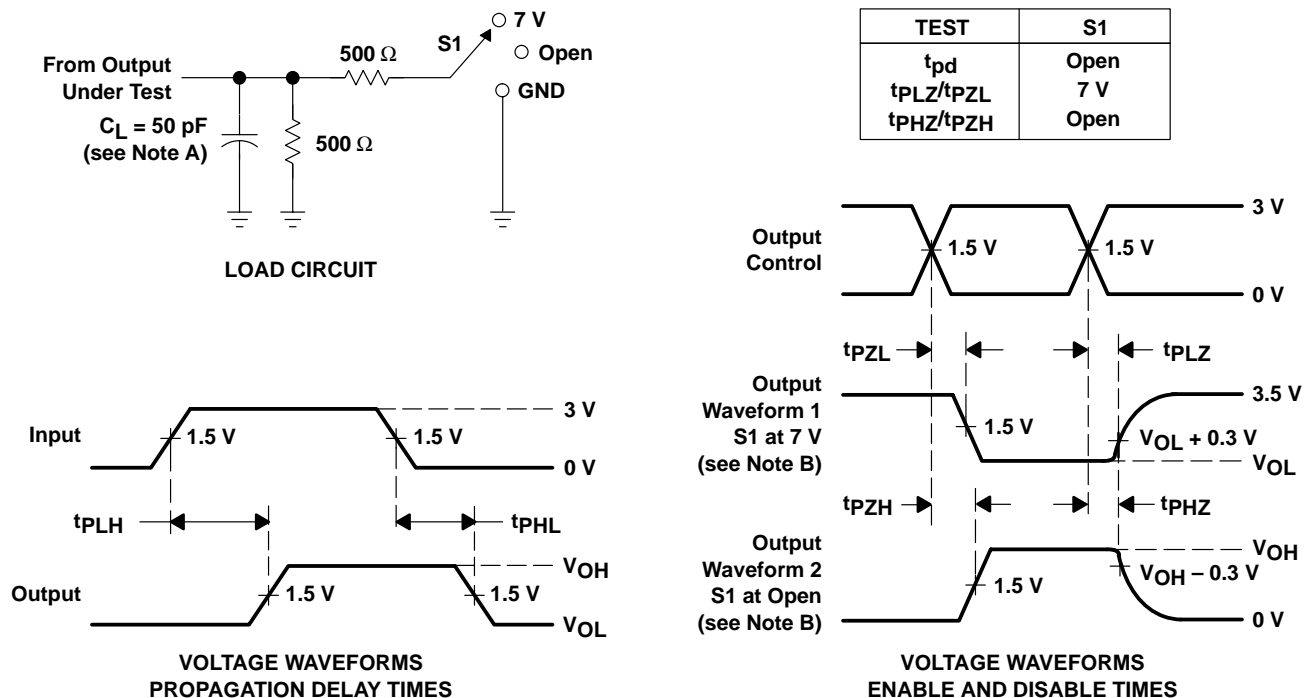 7 V
S1
Open
GND
500 Ω
From Output
Under Test
CL = 50 pF
(see Note A)
500 Ω
LOAD CIRCUIT
TEST S1
tpd Open
tPLZ/tPZL 7 V
tPHZ/tPZH Open
Input
1.5 V 1.5 V
3 V
0 V
tPLH tPHL
Output
1.5 V 1.5 V
VOH
VOL
VOLTAGE WAVEFORMS
PROPAGATION DELAY TIMES
Output
Control
1.5 V 1.5 V
3 V
0 V
tPZL tPLZ
Output
Waveform 1
S1 at 7 V
(see Note B)
1.5 V
3.5 V
VOL + 0.3 V
VOL
tPZH tPHZ
Output
Waveform 2
S1 at Open
(see Note B)
1.5 V
VOH
VOH – 0.3 V
0 V
VOLTAGE WAVEFORMS
ENABLE AND DISABLE TIMES